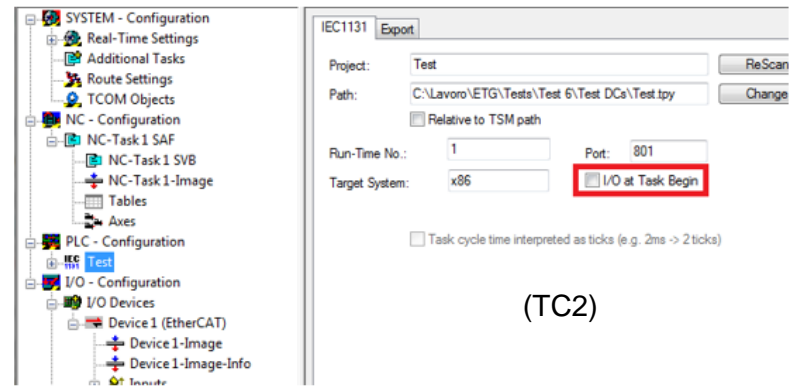 SYSTEM - Configuration
Real-Time Settings
Additional Tasks
Route Settings
TCOM Objects
NC - Configuration
NC-Task 1 SAF
NC-Task 1 SVB
NC-Task 1-Image
Tables
Axes
PLC - Configuration
IEC 1131 Test
I/O - Configuration
I/O Devices
Device 1 (EtherCAT)
Device 1-Image
Device 1-Image-Info
Inputs
IEC1131 Export
Project: Test ReScan
Path: C:\Lavoro\ETG\Tests\Test 6\Test DCs\Test.tpy Change
Relative to TSM path
Run-Time No.: 1 Port: 801
Target System: x86 I/O at Task Begin
Task cycle time interpreted as ticks (e.g. 2ms -> 2 ticks)
(TC2)